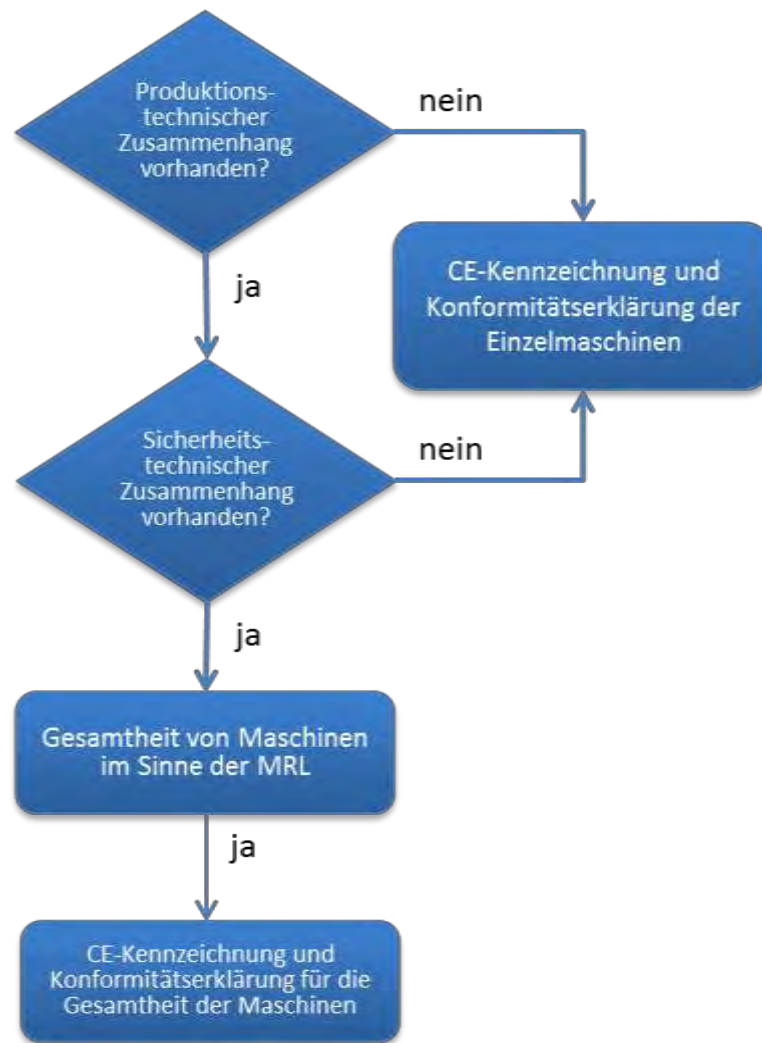 Produktions-
technischer
Zusammenhang
vorhanden?
nein
CE-Kennzeichnung und
Konformitätserklärung der
Einzelmaschinen
ja
Sicherheits-
technischer
Zusammenhang
vorhanden?
nein
ja
Gesamtheit von Maschinen
im Sinne der MRL
ja
CE-Kennzeichnung und
Konformitätserklärung für die
Gesamtheit der Maschinen